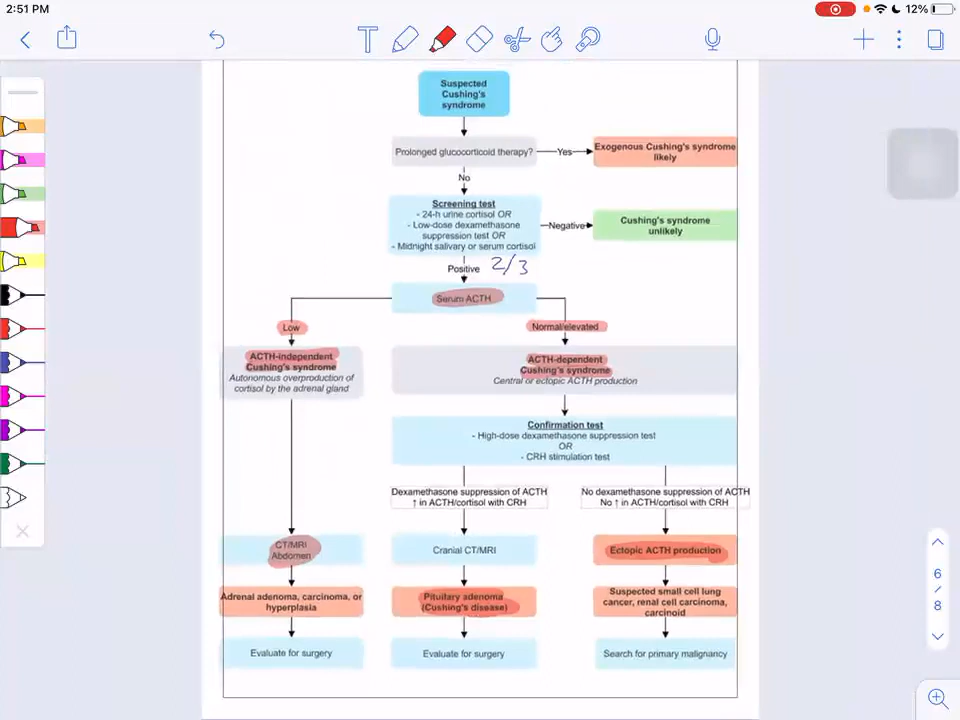 2:51 PM
12%
Suspected
Cushing's
syndrome
Prolonged glucocorticoid therapy?
Yes
Exogenous Cushing's syndrome
likely
No
Screening test
- 24-h urine cortisol OR
- Low-dose dexamethasone
suppression test OR
- Midnight salivary or serum cortisol
Negative
Cushing's syndrome
unlikely
Positive
2/3
Serum ACTH
Low
Normal/elevated
ACTH-independent
Cushing's syndrome
Autonomous overproduction of
cortisol by the adrenal gland
ACTH-dependent
Cushing's syndrome
Central or ectopic ACTH production
Confirmation test
- High-dose dexamethasone suppression test
OR
- CRH stimulation test
Dexamethasone suppression of ACTH
↑ in ACTH/cortisol with CRH
No dexamethasone suppression of ACTH
No ↑ in ACTH/cortisol with CRH
CT/MRI
Abdomen
Cranial CT/MRI
Ectopic ACTH production
Adrenal adenoma, carcinoma, or
hyperplasia
Pituitary adenoma
(Cushing's disease)
Suspected small cell lung
cancer, renal cell carcinoma,
carcinoid
Evaluate for surgery
Evaluate for surgery
Search for primary malignancy
6
/
8